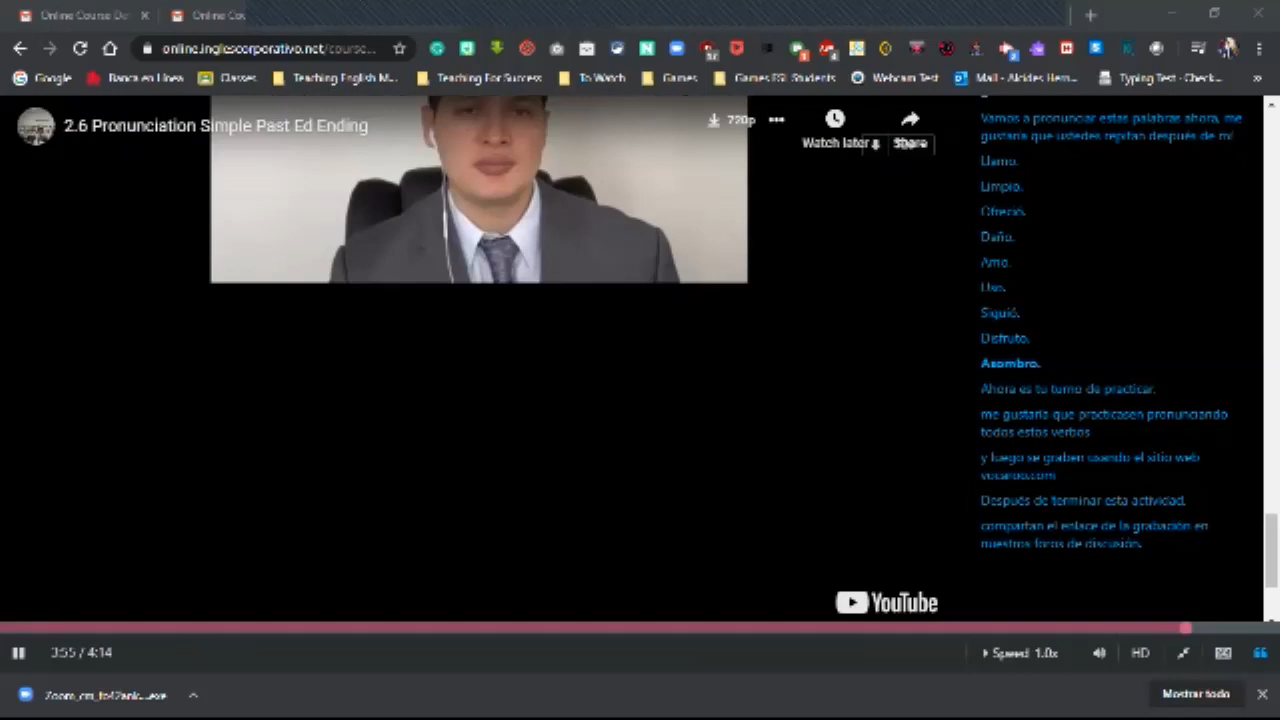 Online Course De
Online Cou
online.inglescorporativo.net/course...
Google
Banca en Línea
Classes
Teaching English M...
Teaching For Success
To Watch
Games
Games ESL Students
Webcam Test
Mail - Alcides Hern...
Typing Test - Check...
»
2.6 Pronunciation Simple Past Ed Ending
720p
Watch later
Share
Vamos a pronunciar estas palabras ahora, me
gustaría que ustedes repitan después de mí
Llamo.
Limpio.
Ofreció.
Daño.
Amo.
Uso.
Siguió.
Disfruto.
Asombro.
Ahora es tu turno de practicar.
me gustaría que practicasen pronunciando
todos estos verbos
y luego se graben usando el sitio web
vocaroo.com
Después de terminar esta actividad.
compartan el enlace de la grabación en
nuestros foros de discusión.
YouTube
3:55 / 4:14
Speed 1.0x
HD
Mostrar todo